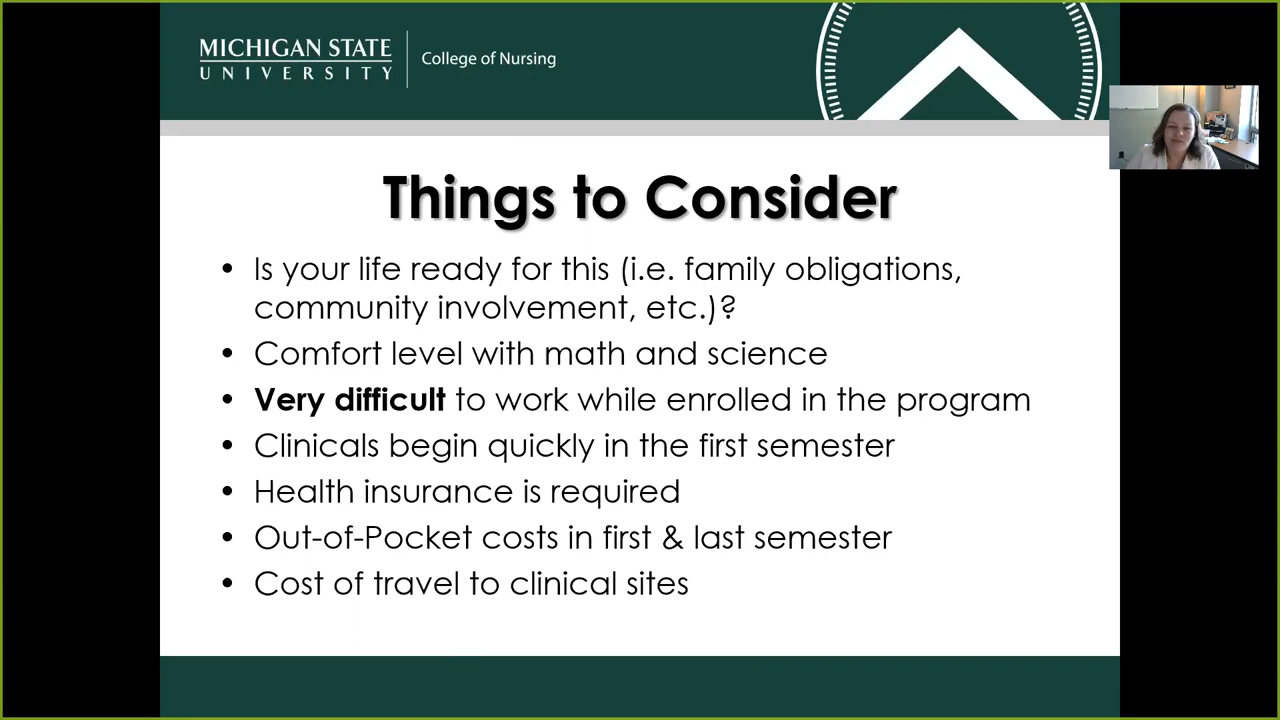 MICHIGAN STATE
UNIVERSITY
College of Nursing
Things to Consider
• Is your life ready for this (i.e. family obligations,
community involvement, etc.)?
• Comfort level with math and science
• Very difficult to work while enrolled in the program
• Clinicals begin quickly in the first semester
• Health insurance is required
• Out-of-Pocket costs in first & last semester
• Cost of travel to clinical sites